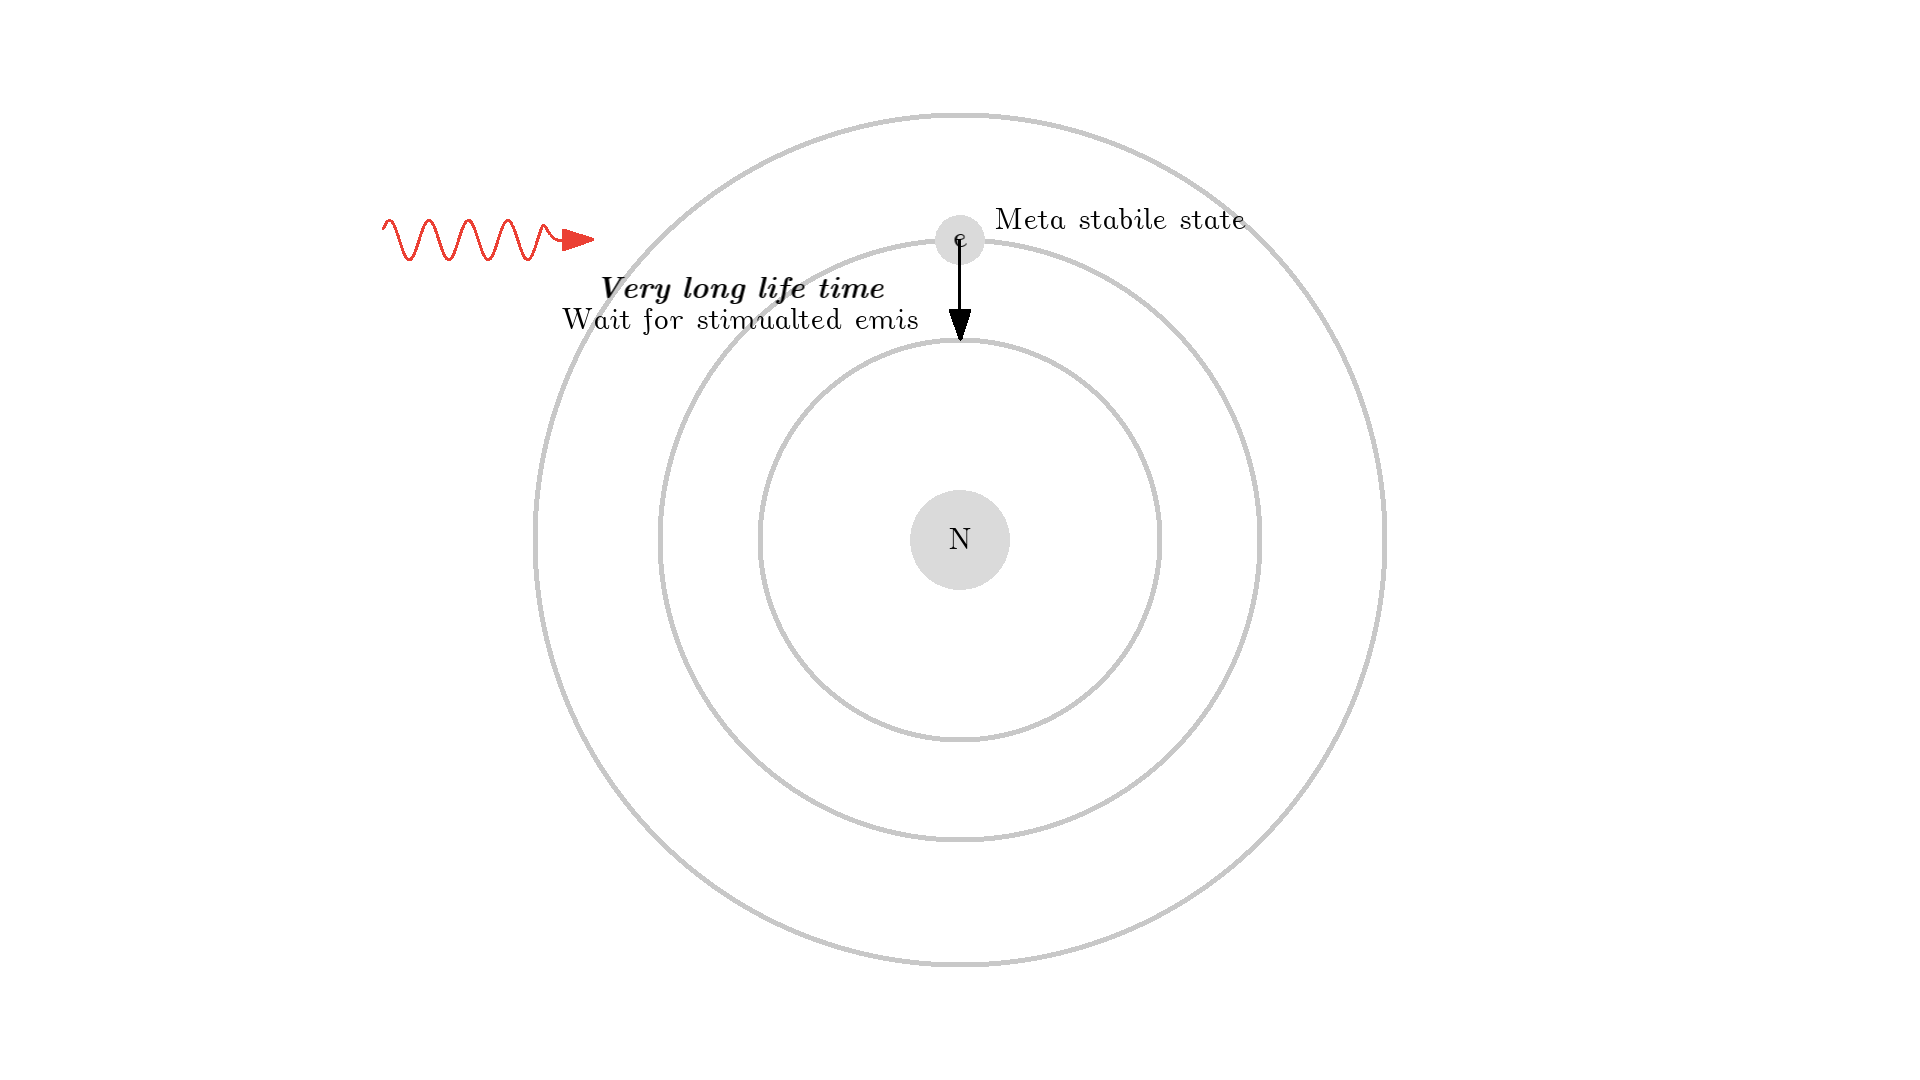 Meta stabile state
e
Very long life time
Wait for stimualted emis
N